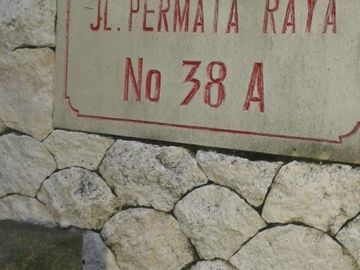 JL. PERMATA RAYA
No 38 A